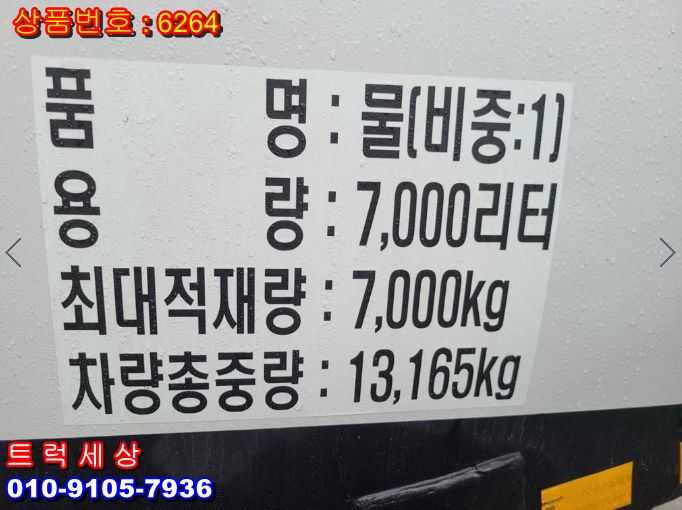 상품번호 : 6264
품 명 : 물(비중:1)
용 량 : 7,000리터
최대적재량 : 7,000kg
차량총중량 : 13,165kg
트럭세상
010-9105-7936